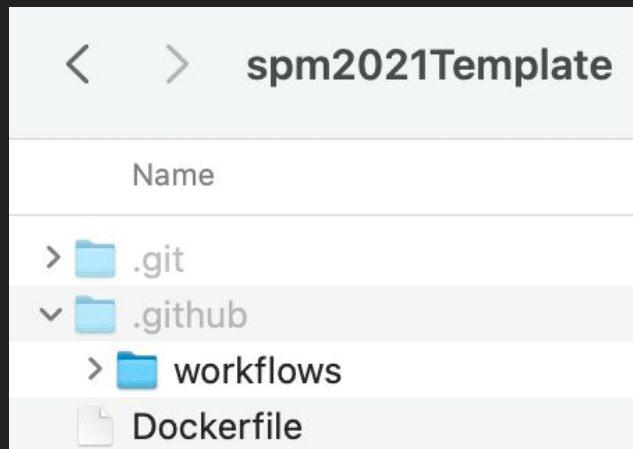 spm2021Template
Name
.git
.github
workflows
Dockerfile